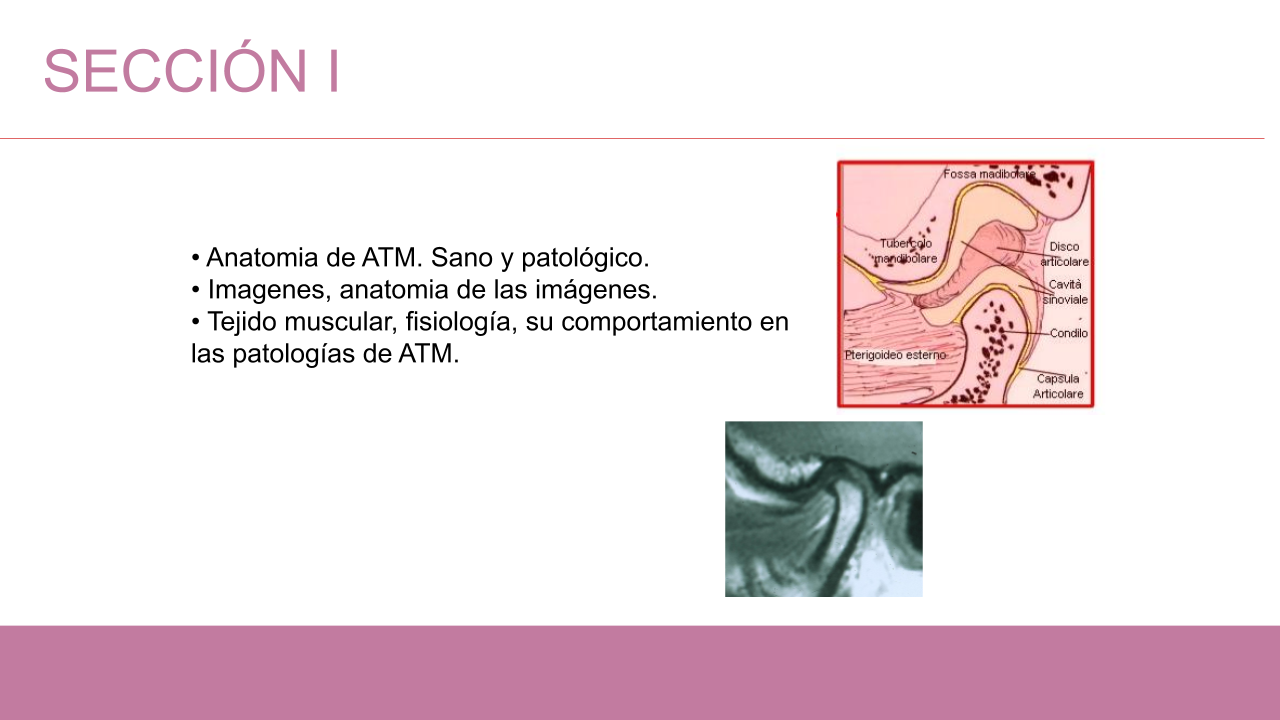 SECCIÓN I
• Anatomia de ATM. Sano y patológico.
• Imagenes, anatomia de las imágenes.
• Tejido muscular, fisiología, su comportamiento en
las patologías de ATM.
Fossa madibolare
Tubercolo
mandibolare
Disco
articolare
Cavità
sinoviale
Condilo
Pterigoideo esterno
Capsula
Articolare